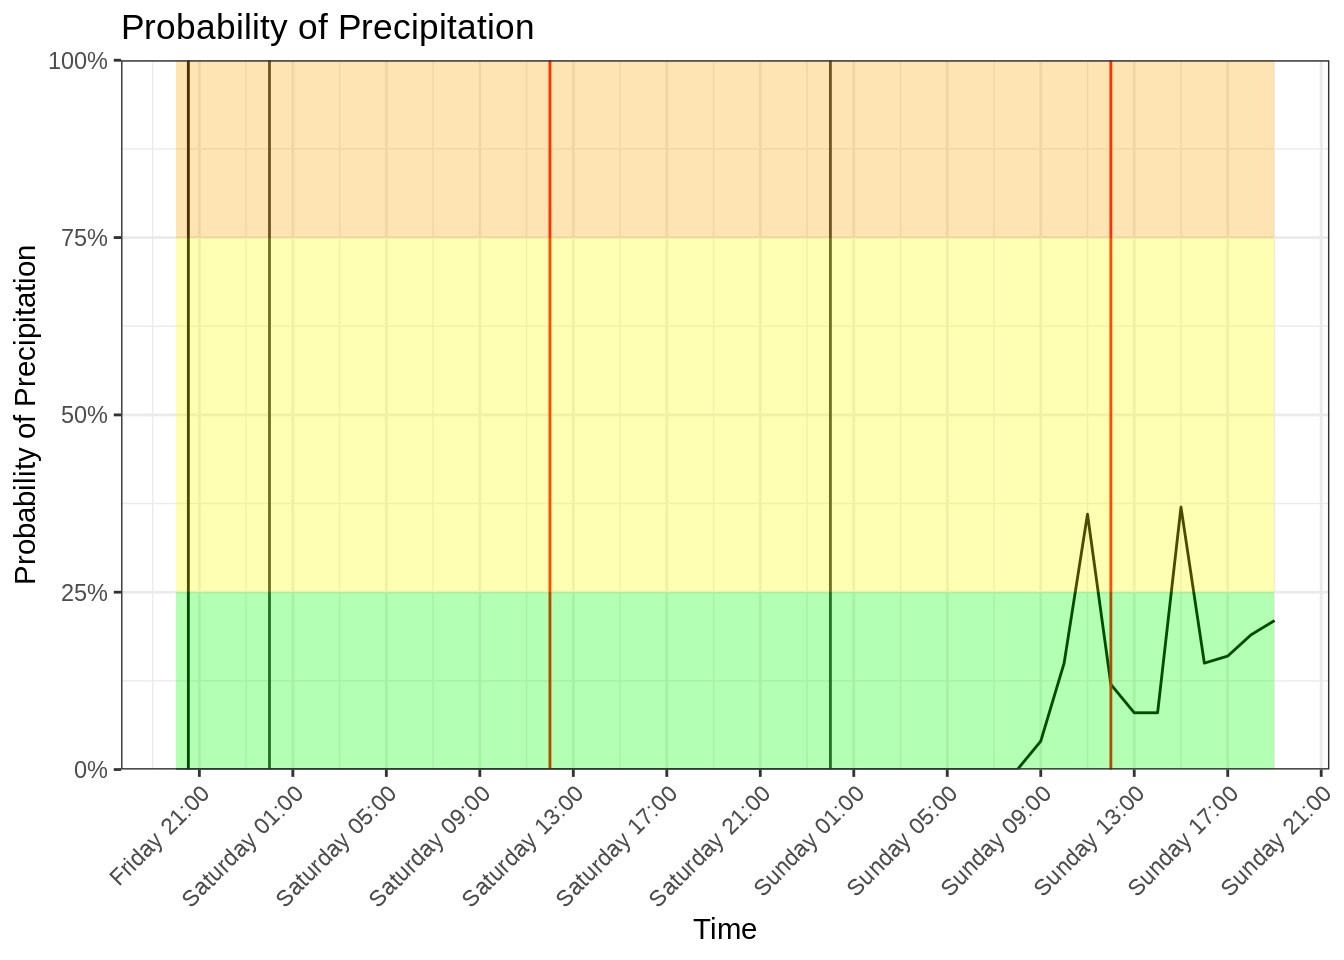 Probability of Precipitation
Probability of Precipitation
100%
75%
50%
25%
0%
Friday 21:00
Saturday 01:00
Saturday 05:00
Saturday 09:00
Saturday 13:00
Saturday 17:00
Saturday 21:00
Sunday 01:00
Sunday 05:00
Sunday 09:00
Sunday 13:00
Sunday 17:00
Sunday 21:00
Time